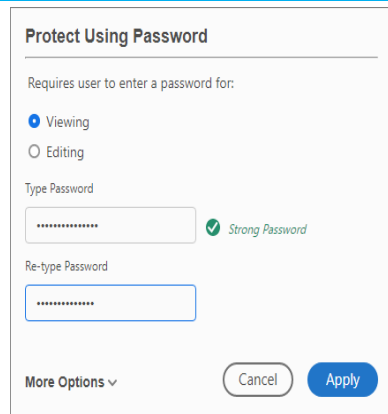 Protect Using Password
Requires user to enter a password for:
Viewing
Editing
Type Password
•••••••••••••••
Strong Password
Re-type Password
••••••••••••••
More Options
Cancel
Apply